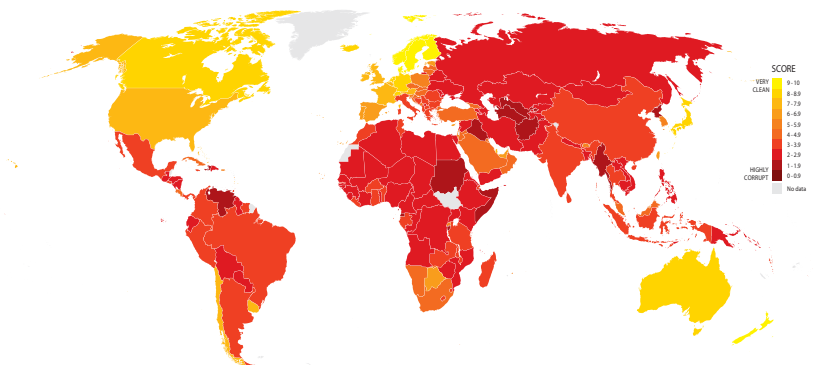 SCORE
VERY
CLEAN
9-10
8-8.9
7-7.9
6-6.9
5-5.9
4-4.9
3-3.9
2-2.9
1-1.9
0-0.9
HIGHLY
CORRUPT
No data